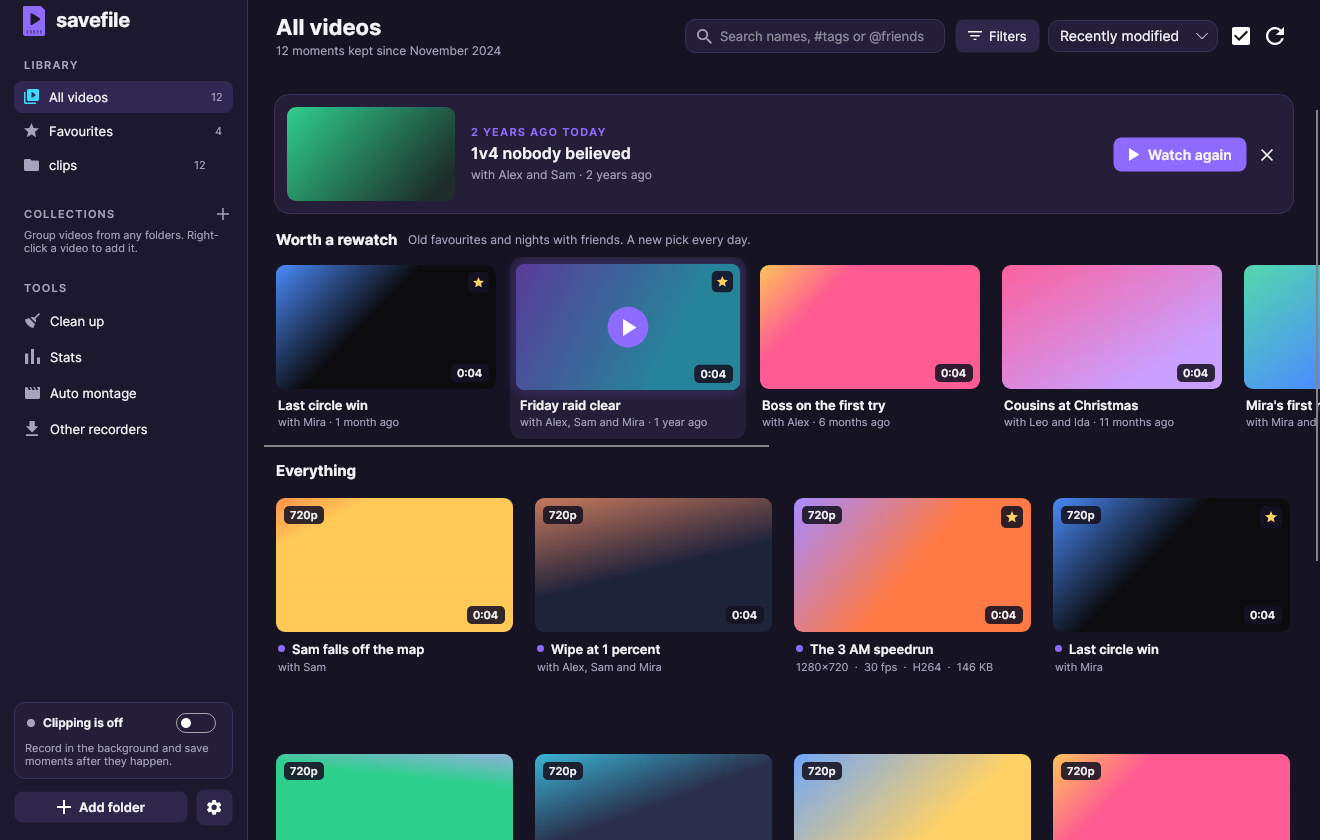 savefile
LIBRARY
All videos 12
Favourites 4
clips 12
COLLECTIONS
Group videos from any folders. Right-
click a video to add it.
TOOLS
Clean up
Stats
Auto montage
Other recorders
Clipping is off
Record in the background and save
moments after they happen.
Add folder
All videos
12 moments kept since November 2024
Search names, #tags or @friends
Filters
Recently modified
2 YEARS AGO TODAY
1v4 nobody believed
with Alex and Sam · 2 years ago
Watch again
Worth a rewatch Old favourites and nights with friends. A new pick every day.
0:04
Last circle win
with Mira · 1 month ago
0:04
Friday raid clear
with Alex, Sam and Mira · 1 year ago
0:04
Boss on the first try
with Alex · 6 months ago
0:04
Cousins at Christmas
with Leo and Ida · 11 months ago
Mira's first
with Mira and
Everything
720p
0:04
Sam falls off the map
with Sam
720p
0:04
Wipe at 1 percent
with Alex, Sam and Mira
720p
0:04
The 3 AM speedrun
1280×720 · 30 fps · H264 · 146 KB
720p
0:04
Last circle win
with Mira
720p
720p
720p
720p